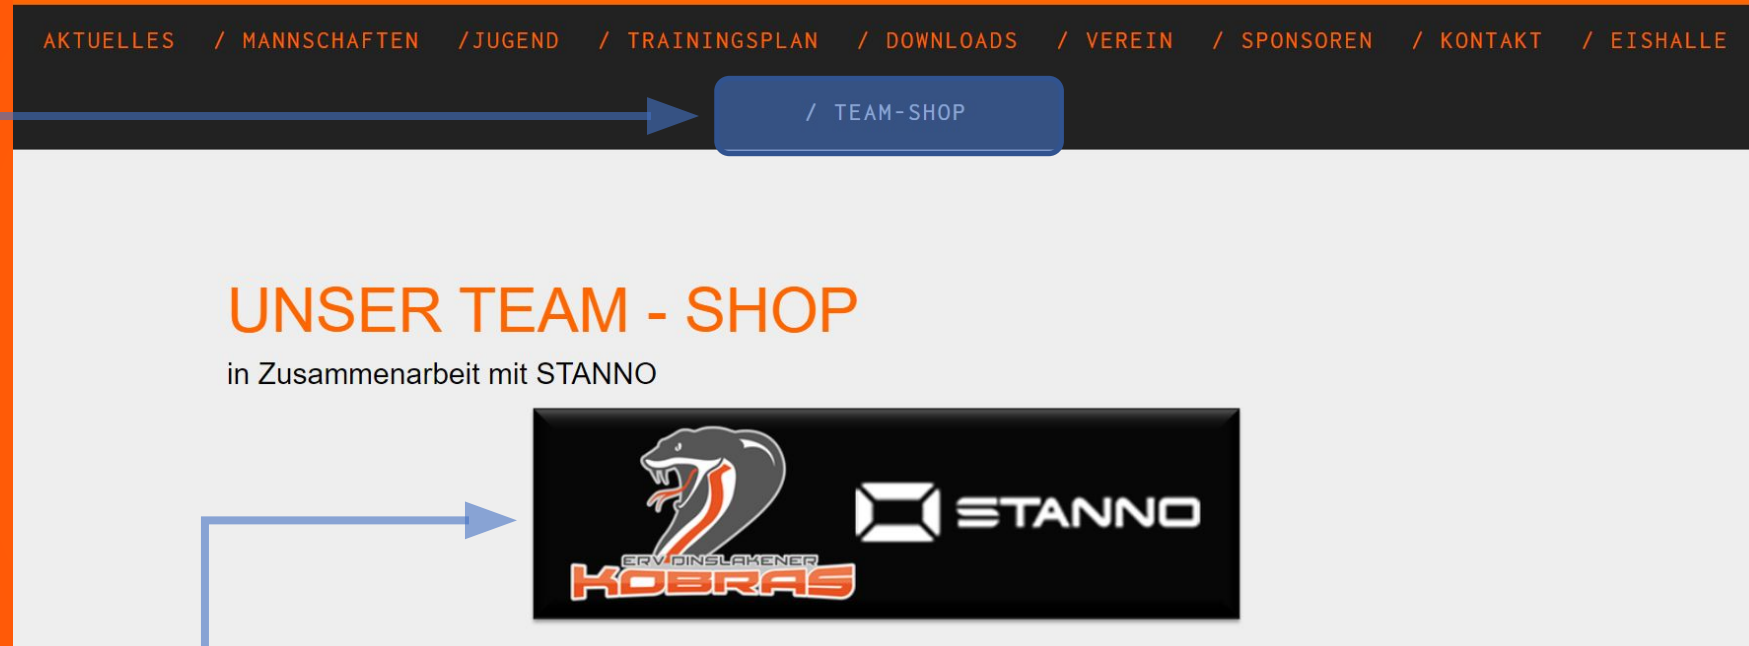 AKTUELLES / MANNSCHAFTEN /JUGEND / TRAININGSPLAN / DOWNLOADS / VEREIN / SPONSOREN / KONTAKT / EISHALLE
/ TEAM-SHOP
UNSER TEAM - SHOP
in Zusammenarbeit mit STANNO
STANNO
ERV DINSLAKENER
KOBRAS